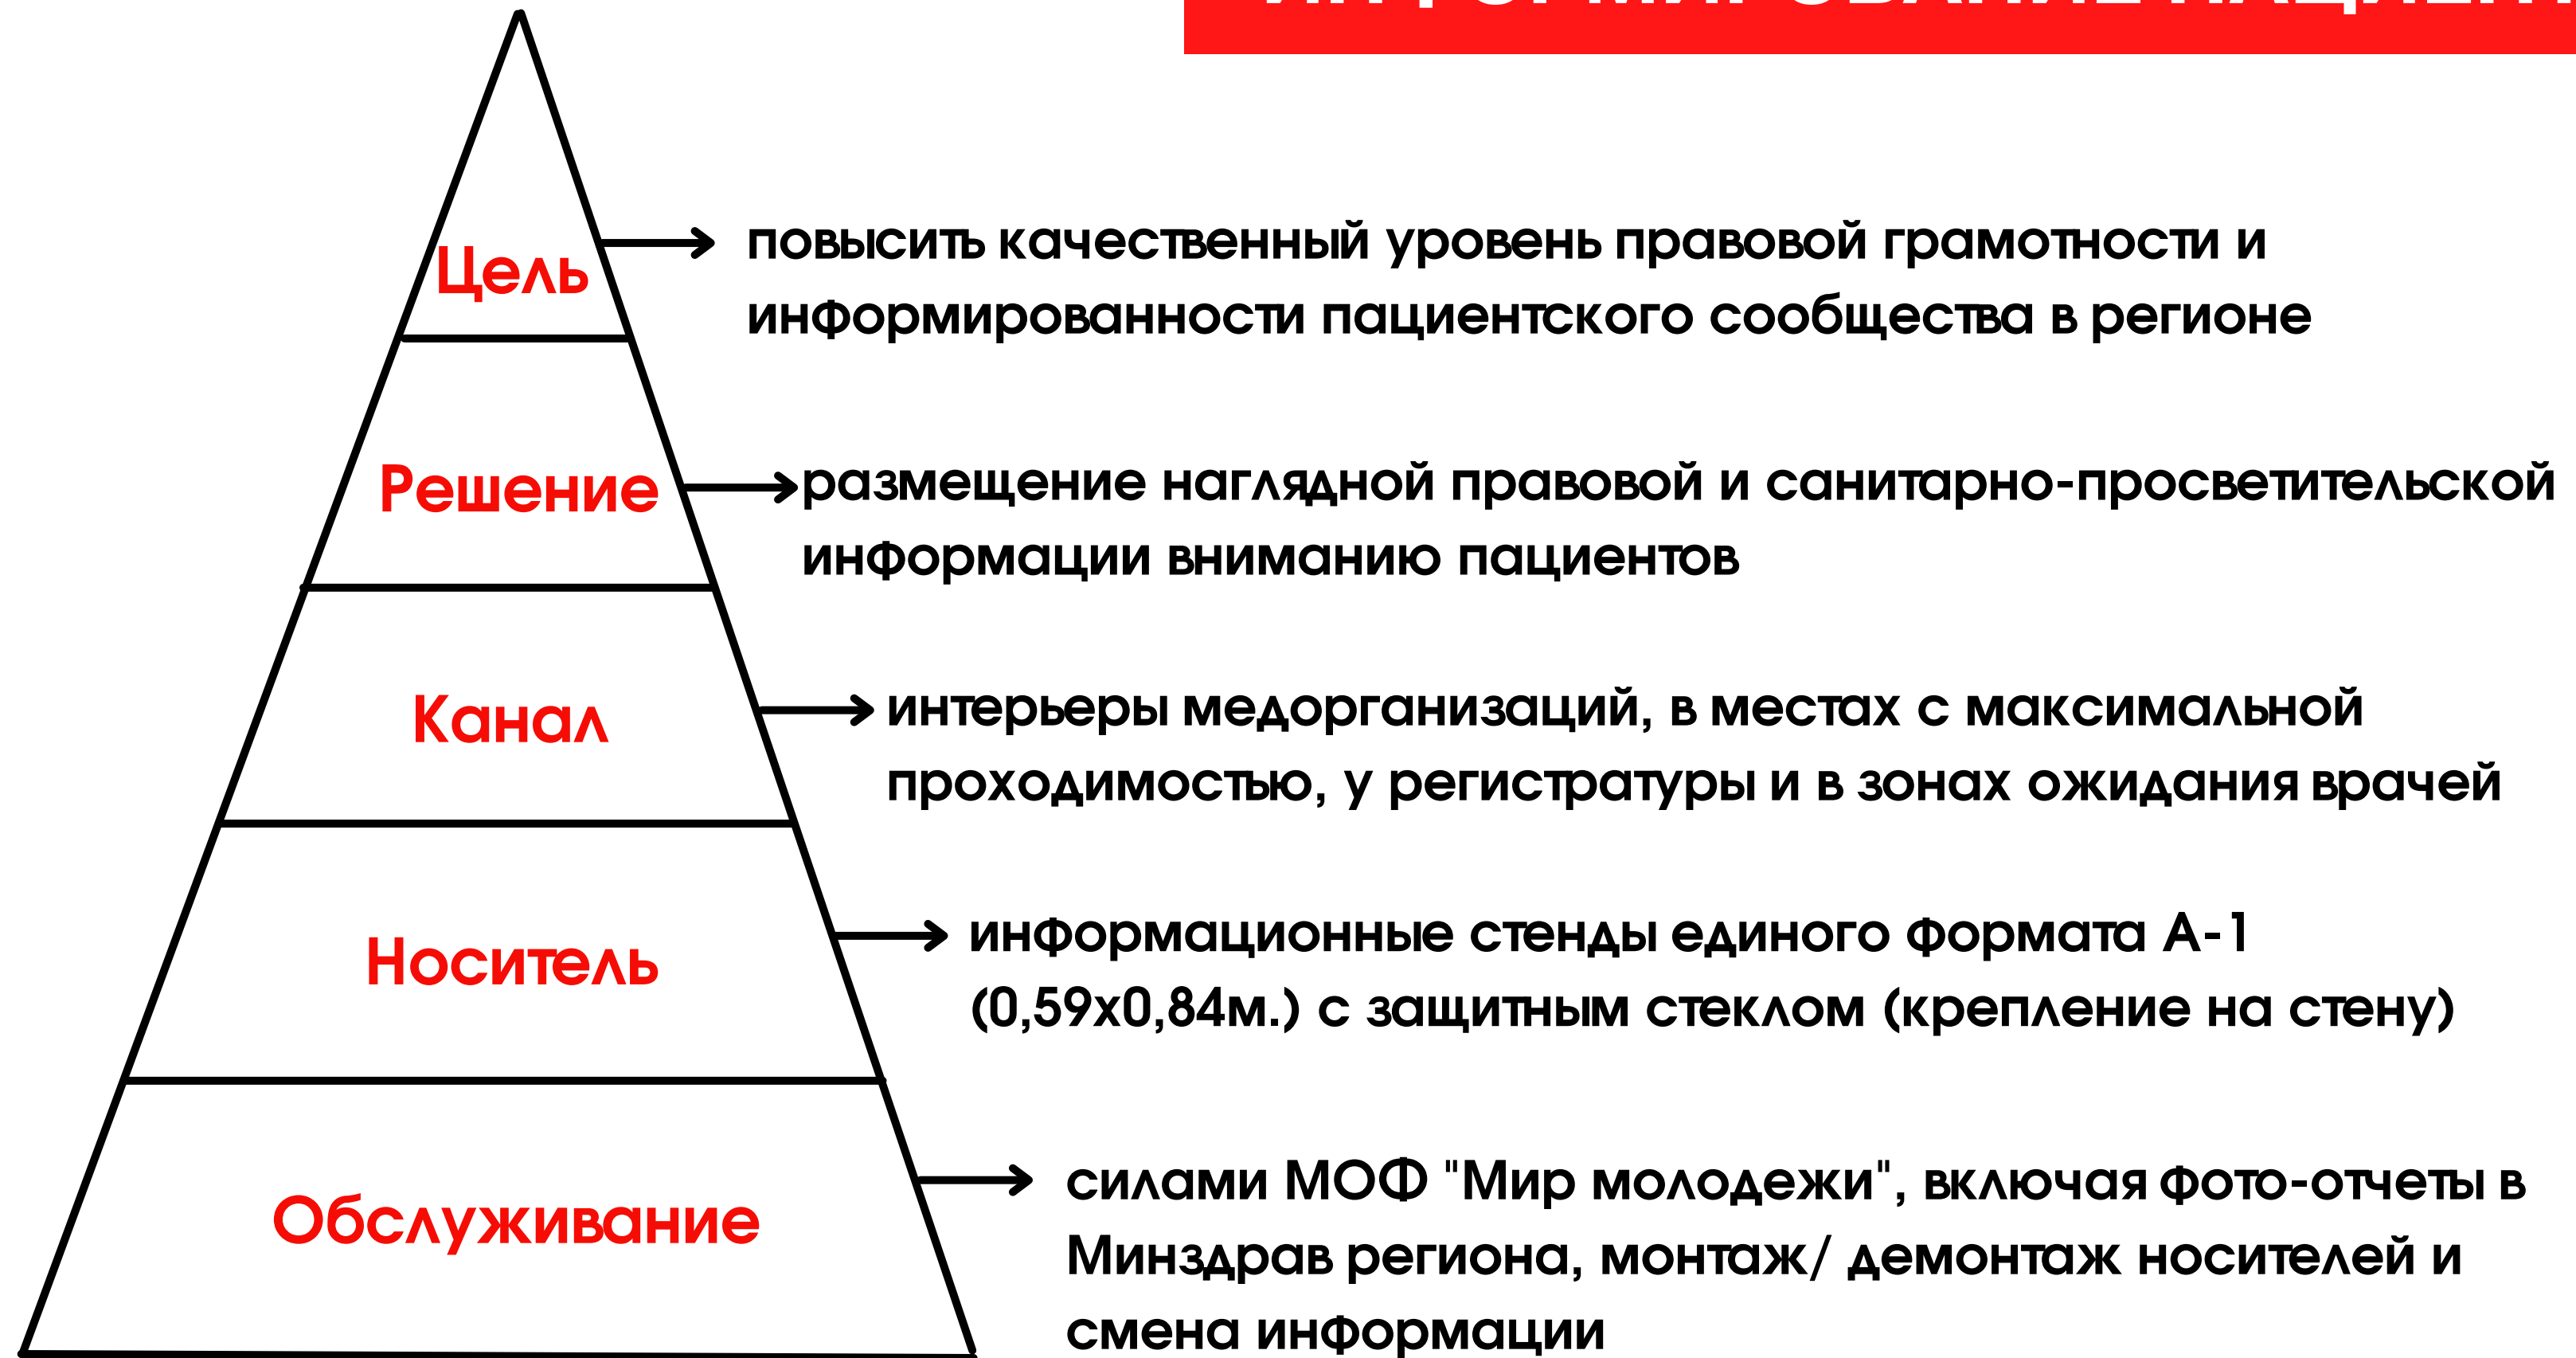 Цель
повысить качественный уровень правовой грамотности и
информированности пациентского сообщества в регионе
Решение
размещение наглядной правовой и санитарно-просветительской
информации вниманию пациентов
Канал
интерьеры медорганизаций, в местах с максимальной
проходимостью, у регистратуры и в зонах ожидания врачей
Носитель
информационные стенды единого формата А-1
(0,59х0,84м.) с защитным стеклом (крепление на стену)
Обслуживание
силами МОФ "Мир молодежи", включая фото-отчеты в
Минздрав региона, монтаж/ демонтаж носителей и
смена информации